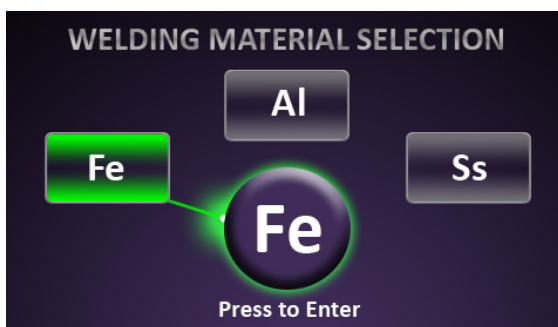 WELDING MATERIAL SELECTION
Al
Fe
Ss
Fe
Press to Enter